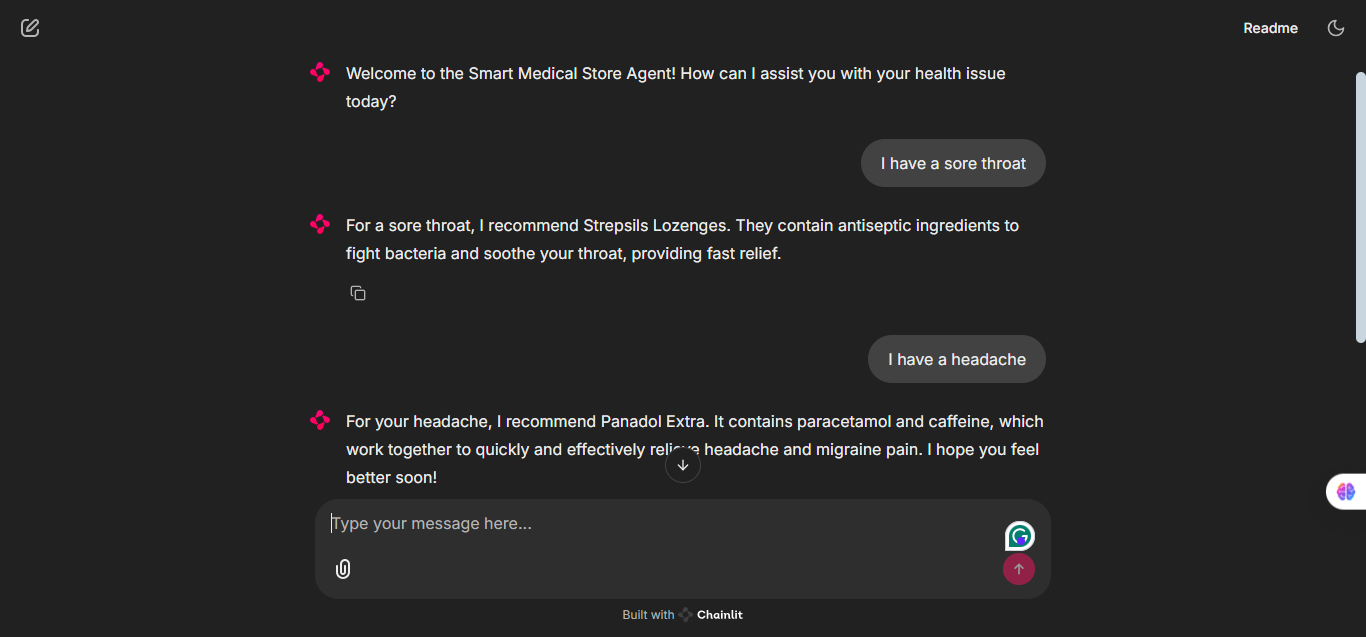 Readme
Welcome to the Smart Medical Store Agent! How can I assist you with your health issue
today?
I have a sore throat
For a sore throat, I recommend Strepsils Lozenges. They contain antiseptic ingredients to
fight bacteria and soothe your throat, providing fast relief.
I have a headache
For your headache, I recommend Panadol Extra. It contains paracetamol and caffeine, which
work together to quickly and effectively relieve headache and migraine pain. I hope you feel
better soon!
Type your message here...
Built with Chainlit